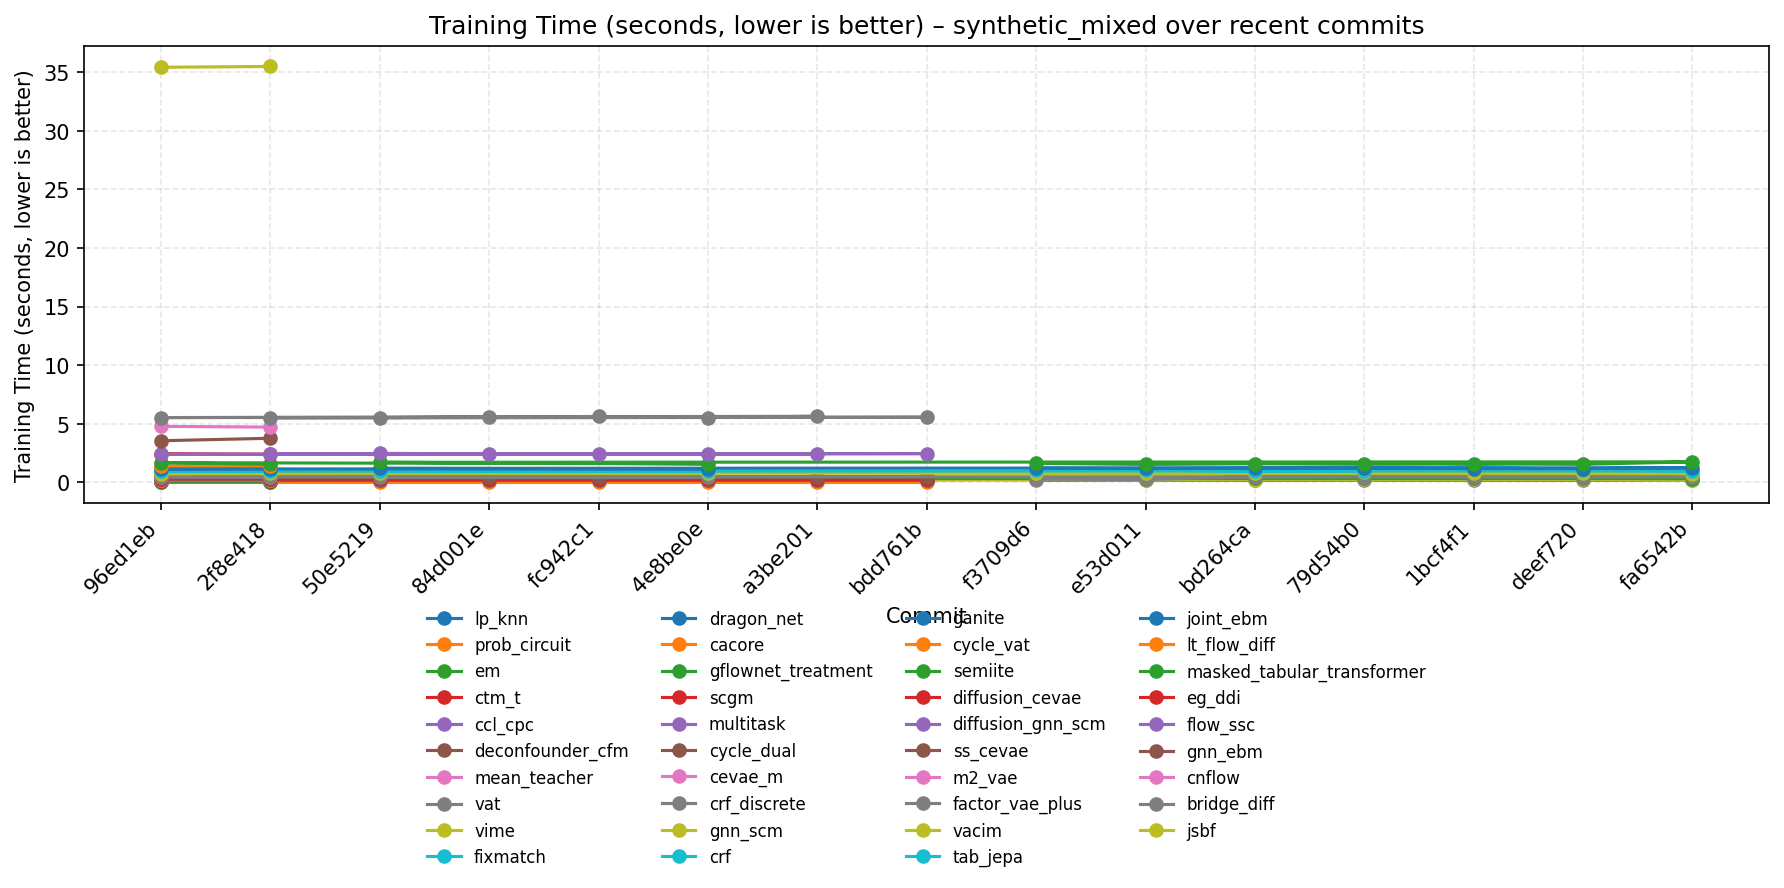 Training Time (seconds, lower is better) – synthetic_mixed over recent commits
Training Time (seconds, lower is better)
35
30
25
20
15
10
5
0
96ed1eb
2f8e418
50e5219
84d001e
fc942c1
4e8be0e
a3be201
bdd761b
f3709d6
e53d011
bd264ca
79d54b0
1bcf4f1
deef720
fa6542b
Commit
lp_knn
prob_circuit
em
ctm_t
ccl_cpc
deconfounder_cfm
mean_teacher
vat
vime
fixmatch
dragon_net
cacore
gflownet_treatment
scgm
multitask
cycle_dual
cevae_m
crf_discrete
gnn_scm
crf
ganite
cycle_vat
semiite
diffusion_cevae
diffusion_gnn_scm
ss_cevae
m2_vae
factor_vae_plus
vacim
tab_jepa
joint_ebm
lt_flow_diff
masked_tabular_transformer
eg_ddi
flow_ssc
gnn_ebm
cnflow
bridge_diff
jsbf